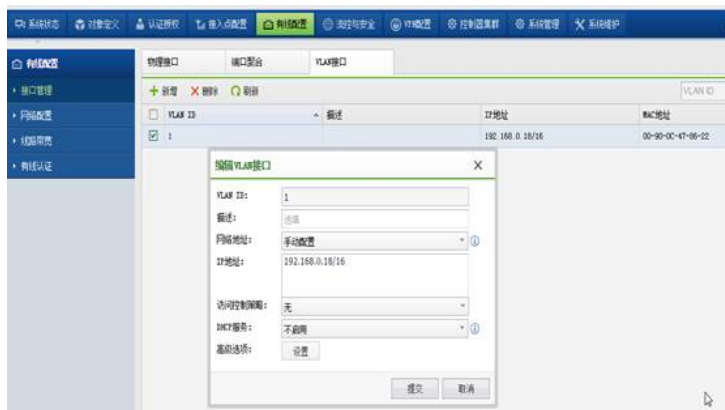 系统状态 对象定义 认证授权 接入点配置 有线配置 流控与安全 VPN配置 控制器集群 系统管理 系统维护
有线配置
物理接口 端口聚合 VLAN接口
接口管理
新增 删除 刷新 VLAN ID
网络配置
VLAN ID 描述 IP地址 MAC地址
线路带宽
1 192.168.0.18/16 00-90-0C-47-86-22
有线认证
编辑VLAN接口
VLAN ID: 1
描述: 选填
网络地址: 手动配置
IP地址: 192.168.0.18/16
访问控制策略: 无
DHCP服务: 不启用
高级选项: 设置
提交 取消